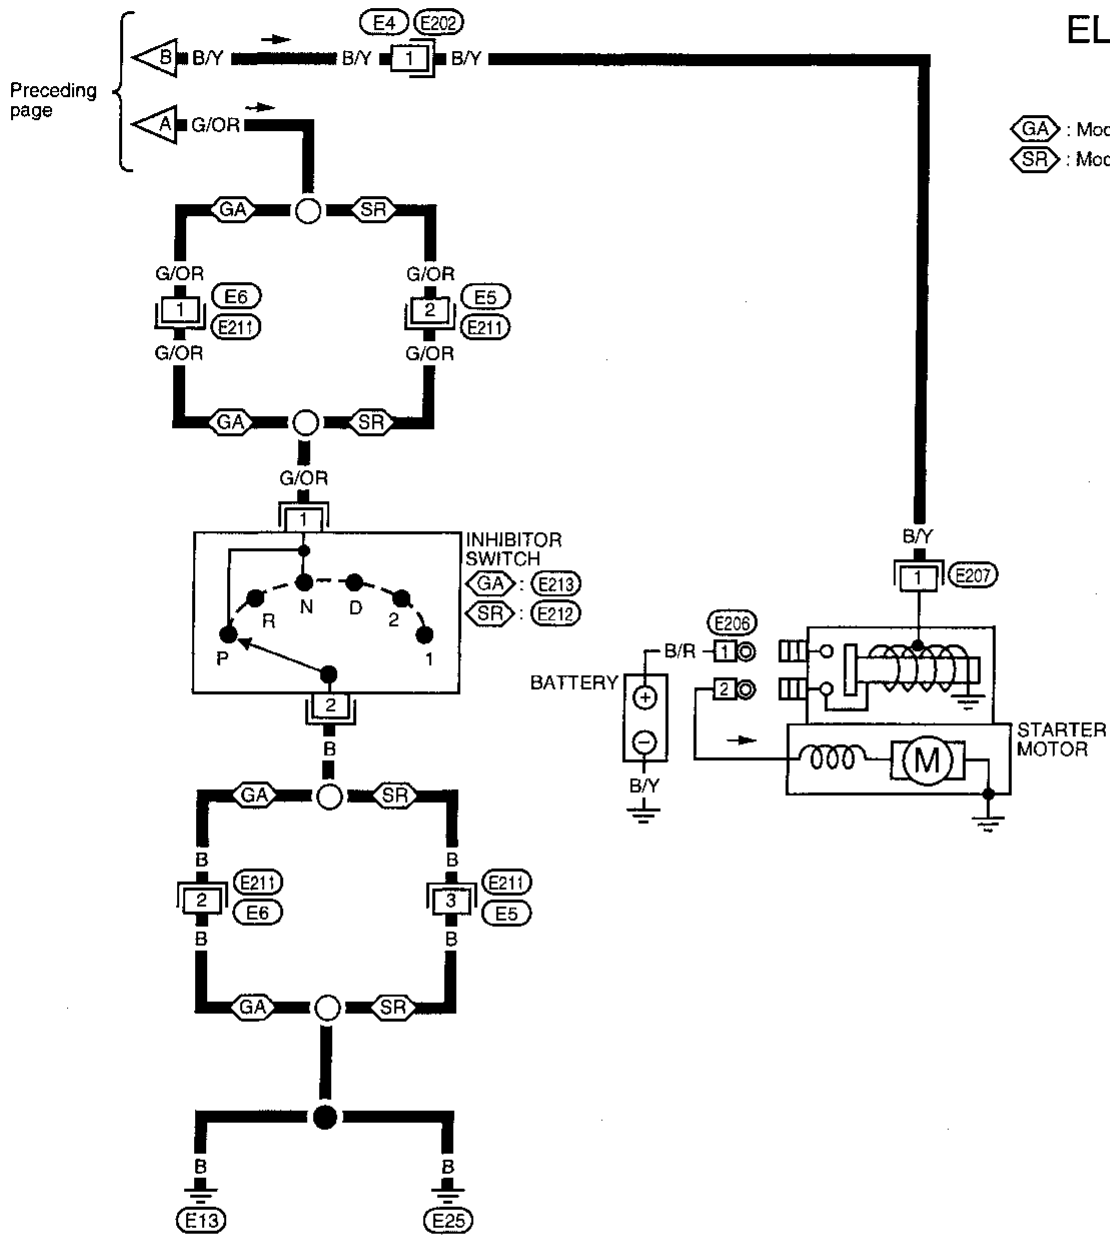 EL
E4 E202
B B/Y B/Y 1 B/Y
Preceding
page
A G/OR
GA : Mod
SR : Mod
GA SR
G/OR G/OR
1 E6 2 E5
E211 E211
G/OR G/OR
GA SR
G/OR
1
INHIBITOR
SWITCH
GA : E213
SR : E212
R N D 2
P 1
2
B
B/Y
1 E207
E206
B/R 1
BATTERY 2
+
−
B/Y
M
STARTER
MOTOR
GA SR
B B
2 E211 3 E211
E6 E5
B B
GA SR
B B
E13 E25